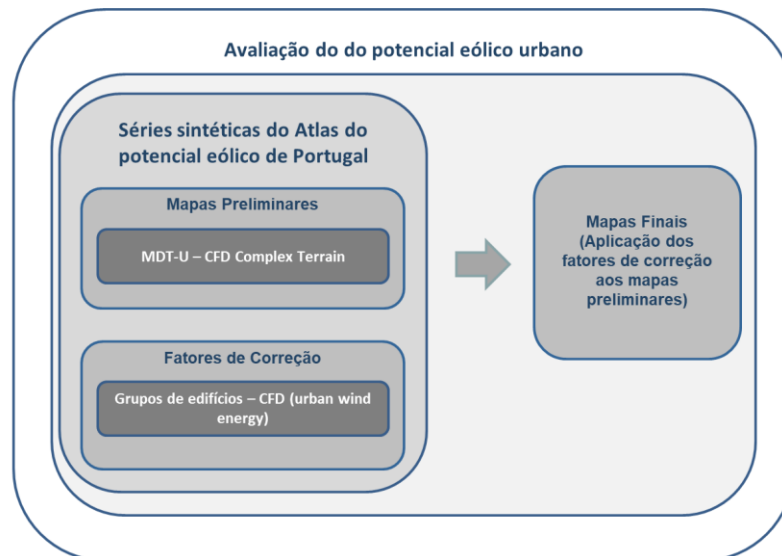 Avaliação do do potencial eólico urbano
Séries sintéticas do Atlas do
potencial eólico de Portugal
Mapas Preliminares
MDT-U – CFD Complex Terrain
Fatores de Correção
Grupos de edifícios – CFD (urban wind
energy)
Mapas Finais
(Aplicação dos
fatores de correção
aos mapas
preliminares)